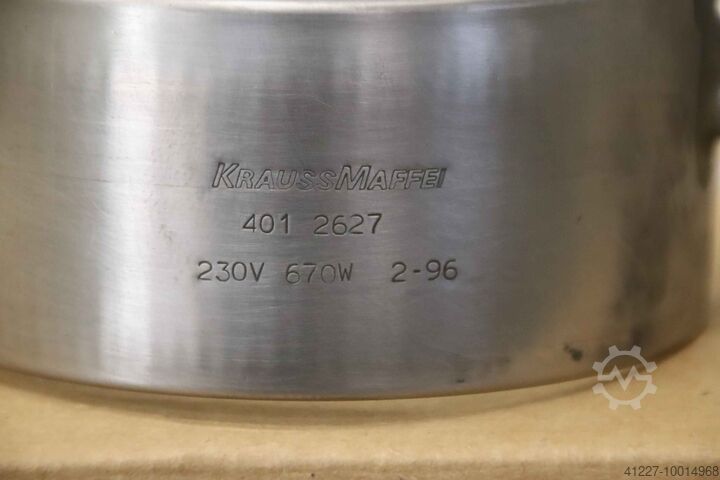 KRAUSSMAFFEI
401 2627
230V 670W 2-96
41227-10014968